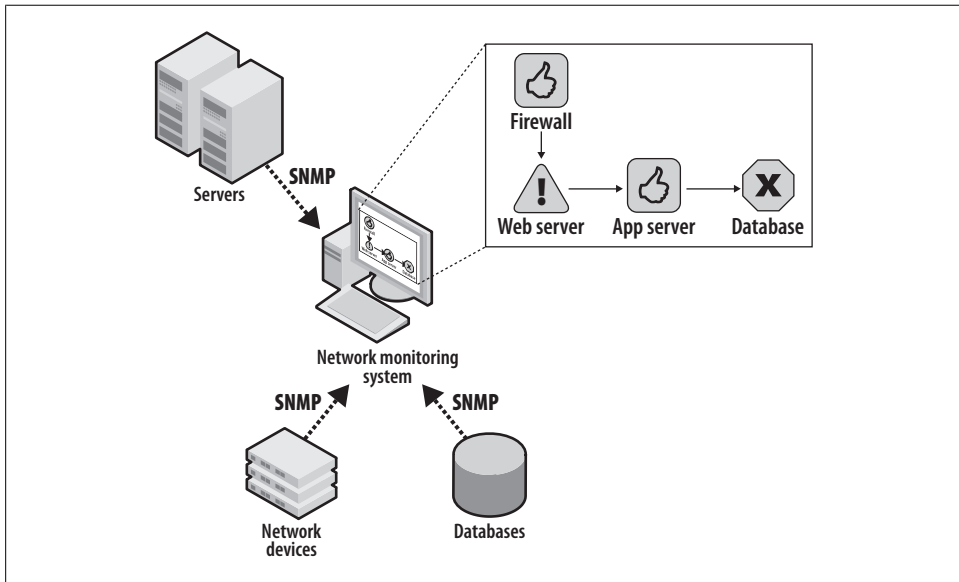 Firewall
Web server
App server
Database
SNMP
Servers
Network monitoring
system
SNMP
SNMP
Network
devices
Databases